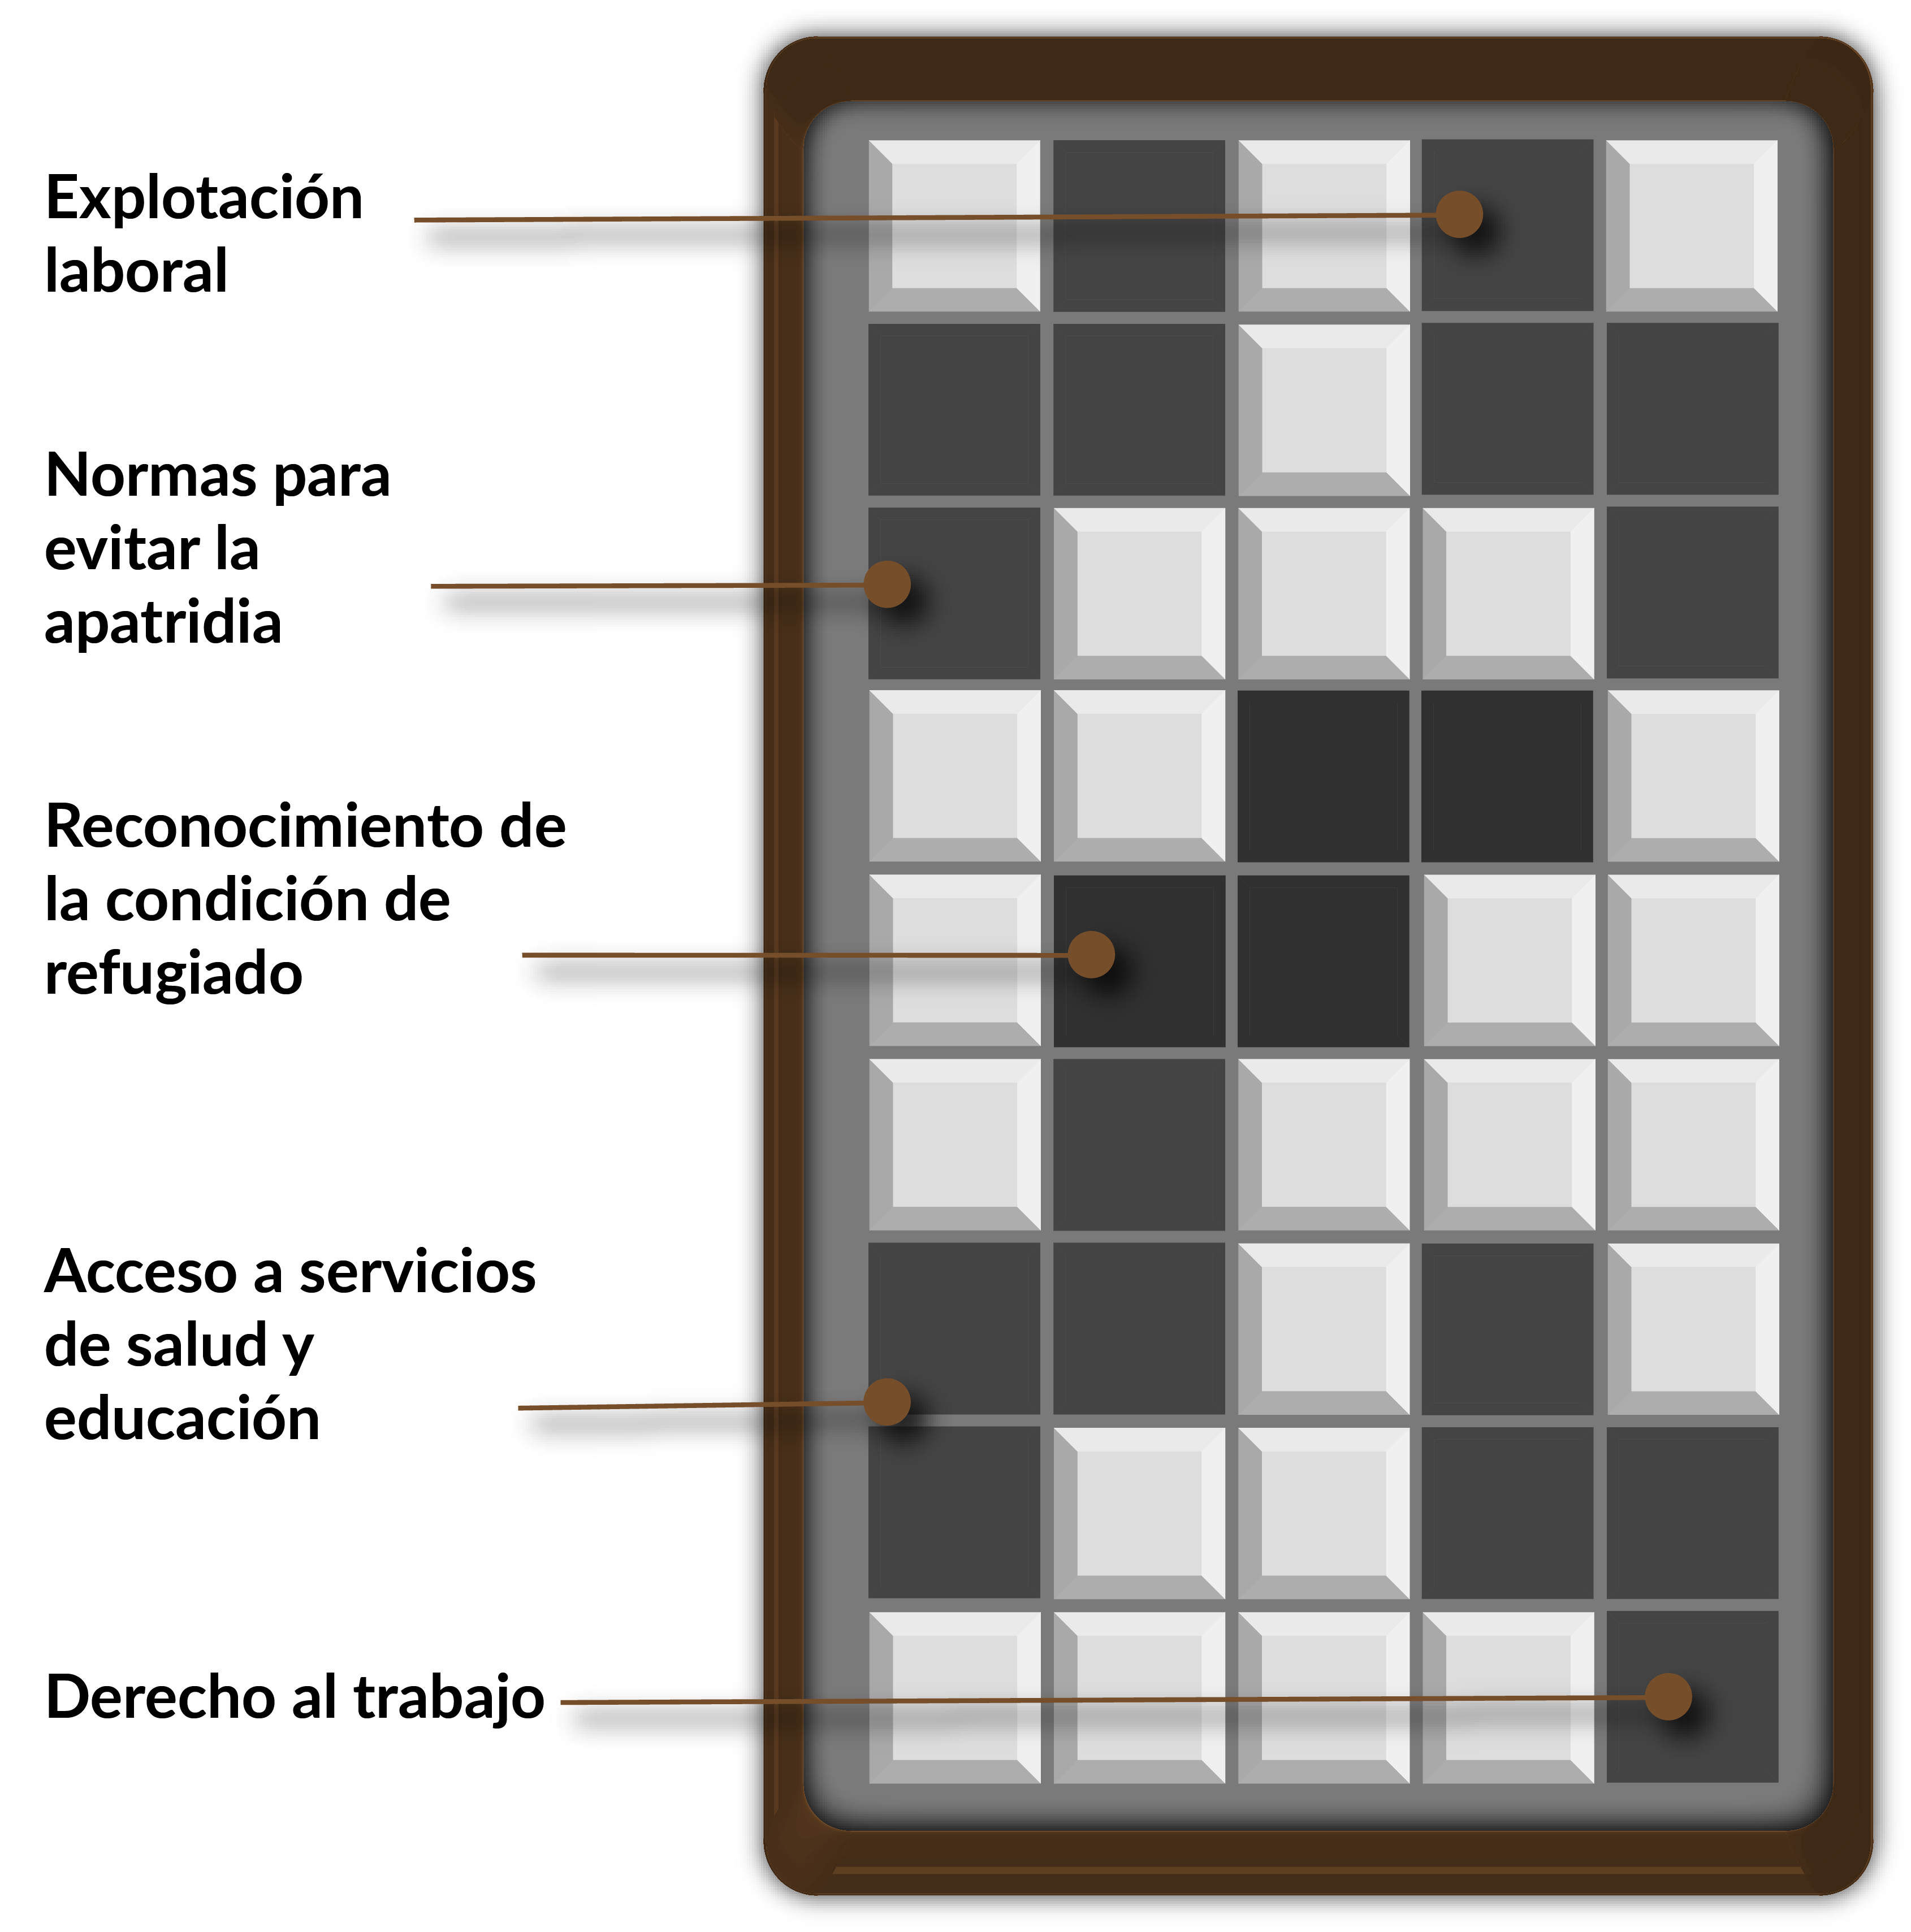 Explotación
laboral
Normas para
evitar la
apatridia
Reconocimiento de
la condición de
refugiado
Acceso a servicios
de salud y
educación
Derecho al trabajo